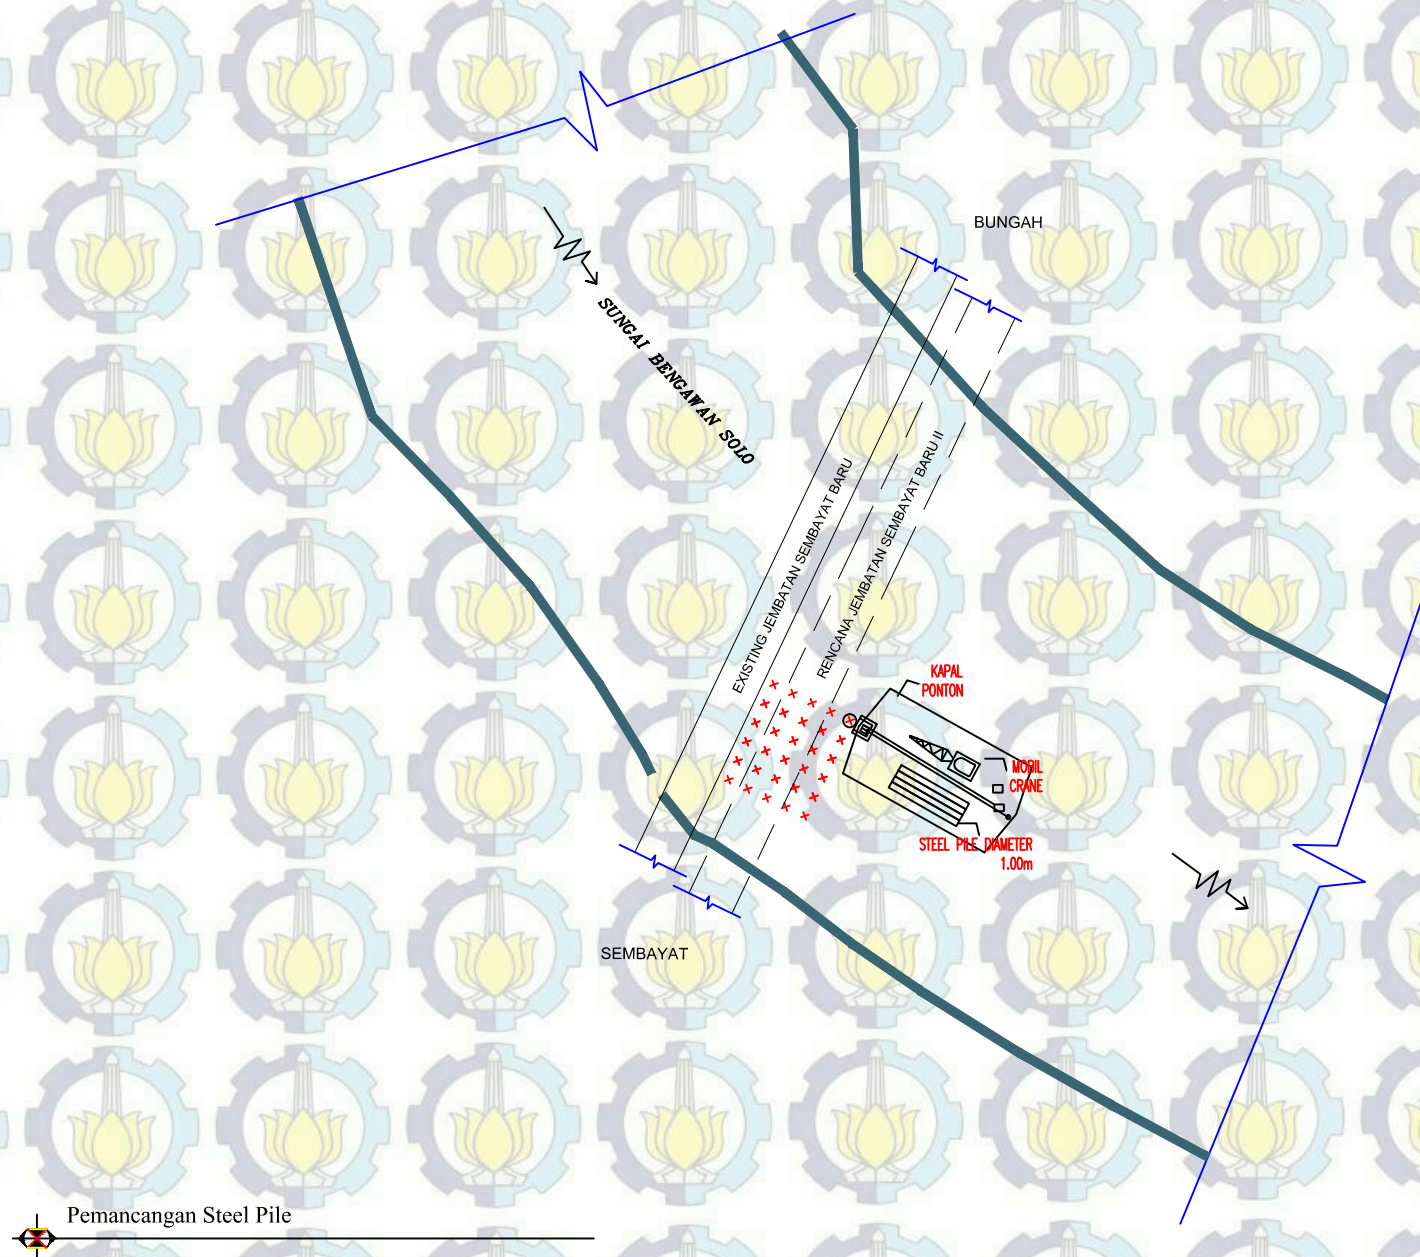 BUNGAH
SUNGAI BENGAWAN SOLO
EXISTING JEMBATAN SEMBAYAT BARU
RENCANA JEMBATAN SEMBAYAT BARU II
KAPAL
PONTON
MOBIL
CRANE
STEEL PILE DIAMETER
1.00m
SEMBAYAT
Pemancangan Steel Pile